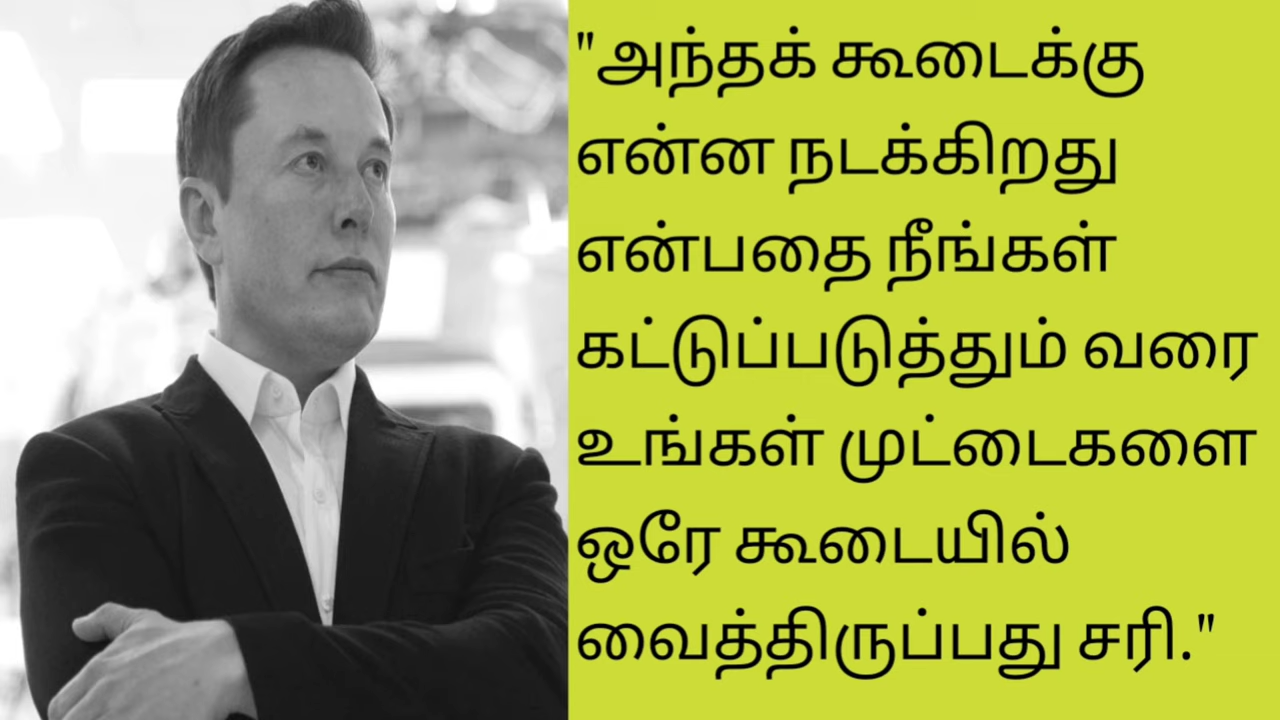 "அந்தக் கூடைக்கு
என்ன நடக்கிறது
என்பதை நீங்கள்
கட்டுப்படுத்தும் வரை
உங்கள் முட்டைகளை
ஒரே கூடையில்
வைத்திருப்பது சரி."